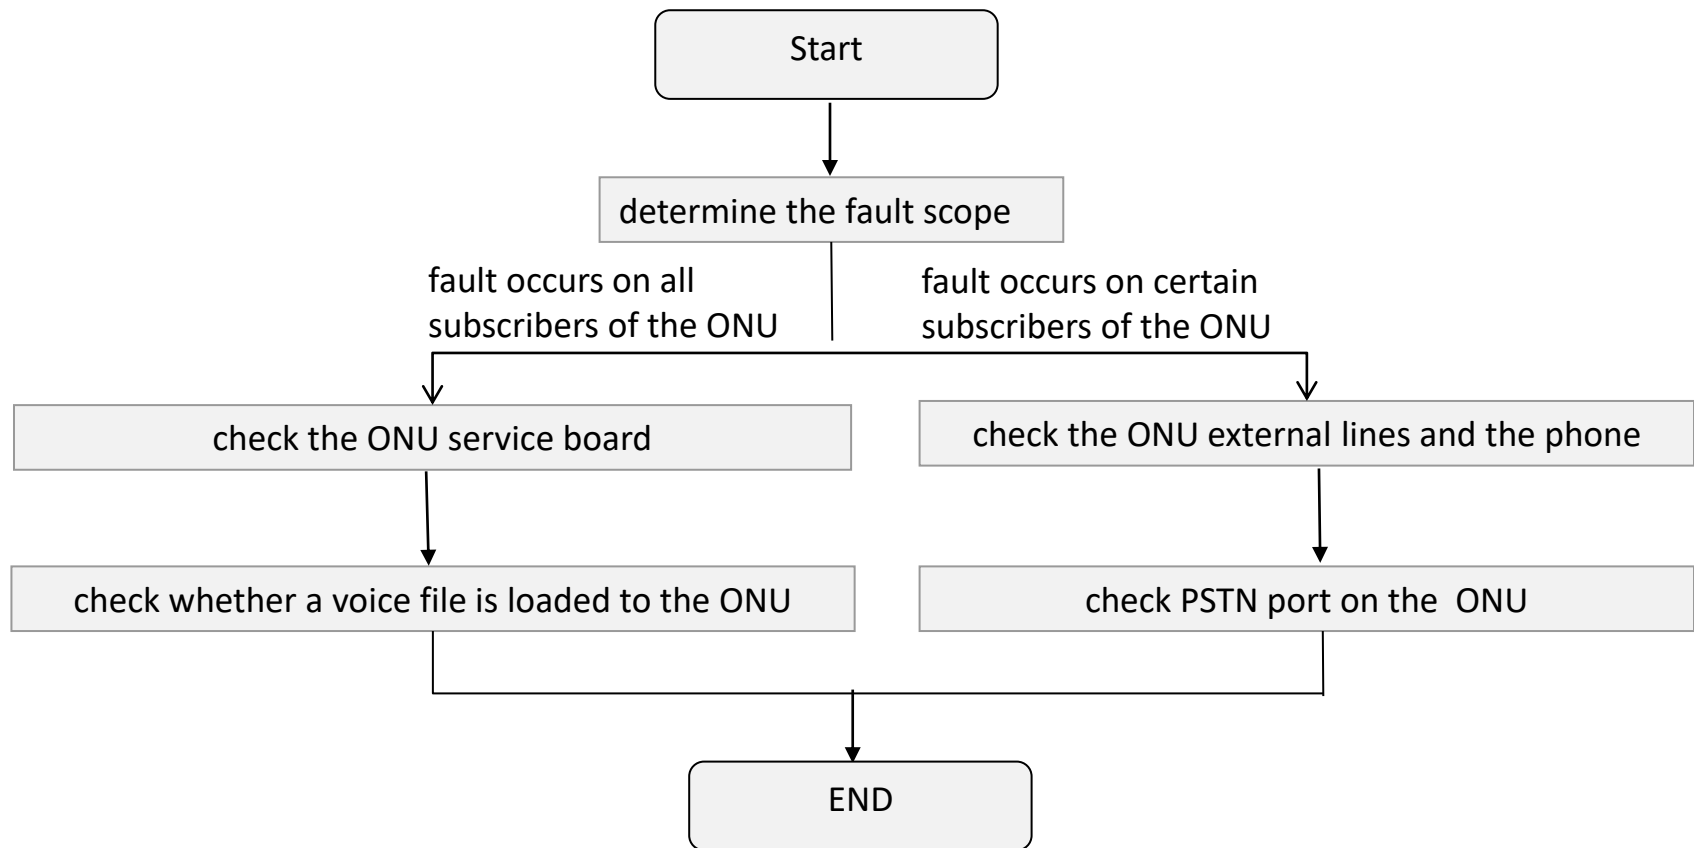 Start
determine the fault scope
fault occurs on all
subscribers of the ONU
fault occurs on certain
subscribers of the ONU
check the ONU service board
check the ONU external lines and the phone
check whether a voice file is loaded to the ONU
check PSTN port on the  ONU
END